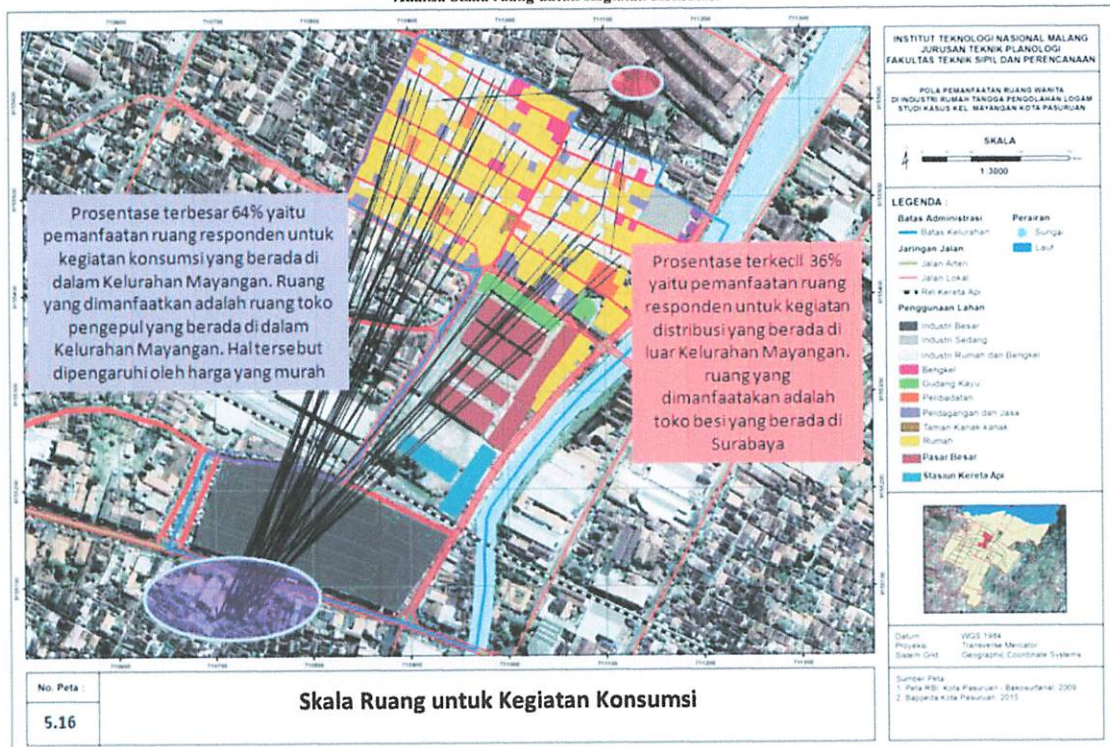 INSTITUT TEKNOLOGI NASIONAL MALANG
JURUSAN TEKNIK PLANOLOGI
FAKULTAS TEKNIK SIPIL DAN PERENCANAAN
POLA PEMANFAATAN RUANG WANITA
DI INDUSTRI RUMAH TANGGA PENGOLAHAN LOGAM
STUDI KASUS KEL. MAYANGAN KOTA PASURUAN
SKALA
1:3000
LEGENDA :
Batas Administrasi
Batas Kelurahan
Jaringan Jalan
Jalan Arteri
Jalan Lokal
Rel Kereta Api
Perairan
Sungai
Laut
Penggunaan Lahan
Industri Besar
Industri Sedang
Industri Rumah dan Bengkel
Bengkel
Gudang Kayu
Peribadatan
Perdagangan dan Jasa
Taman Kanak-kanak
Rumah
Pasar Besar
Stasiun Kereta Api
Datum WGS 1984
Proyeksi Transverse Mercator
Sistem Grid Geographic Coordinate Systems
Sumber Peta
1. Peta RBI Kota Pasuruan - Bakosurtanal, 2009
2. Bappeda Kota Pasuruan, 2015
Prosentase terbesar 64% yaitu
pemanfaatan ruang responden untuk
kegiatan konsumsi yang berada di
dalam Kelurahan Mayangan. Ruang
yang dimanfaatkan adalah ruang toko
pengepul yang berada di dalam
Kelurahan Mayangan. Hal tersebut
dipengaruhi oleh harga yang murah
Prosentase terkecil 36%
yaitu pemanfaatan ruang
responden untuk kegiatan
distribusi yang berada di
luar Kelurahan Mayangan.
ruang yang
dimanfaatakan adalah
toko besi yang berada di
Surabaya
No. Peta :
5.16
Skala Ruang untuk Kegiatan Konsumsi